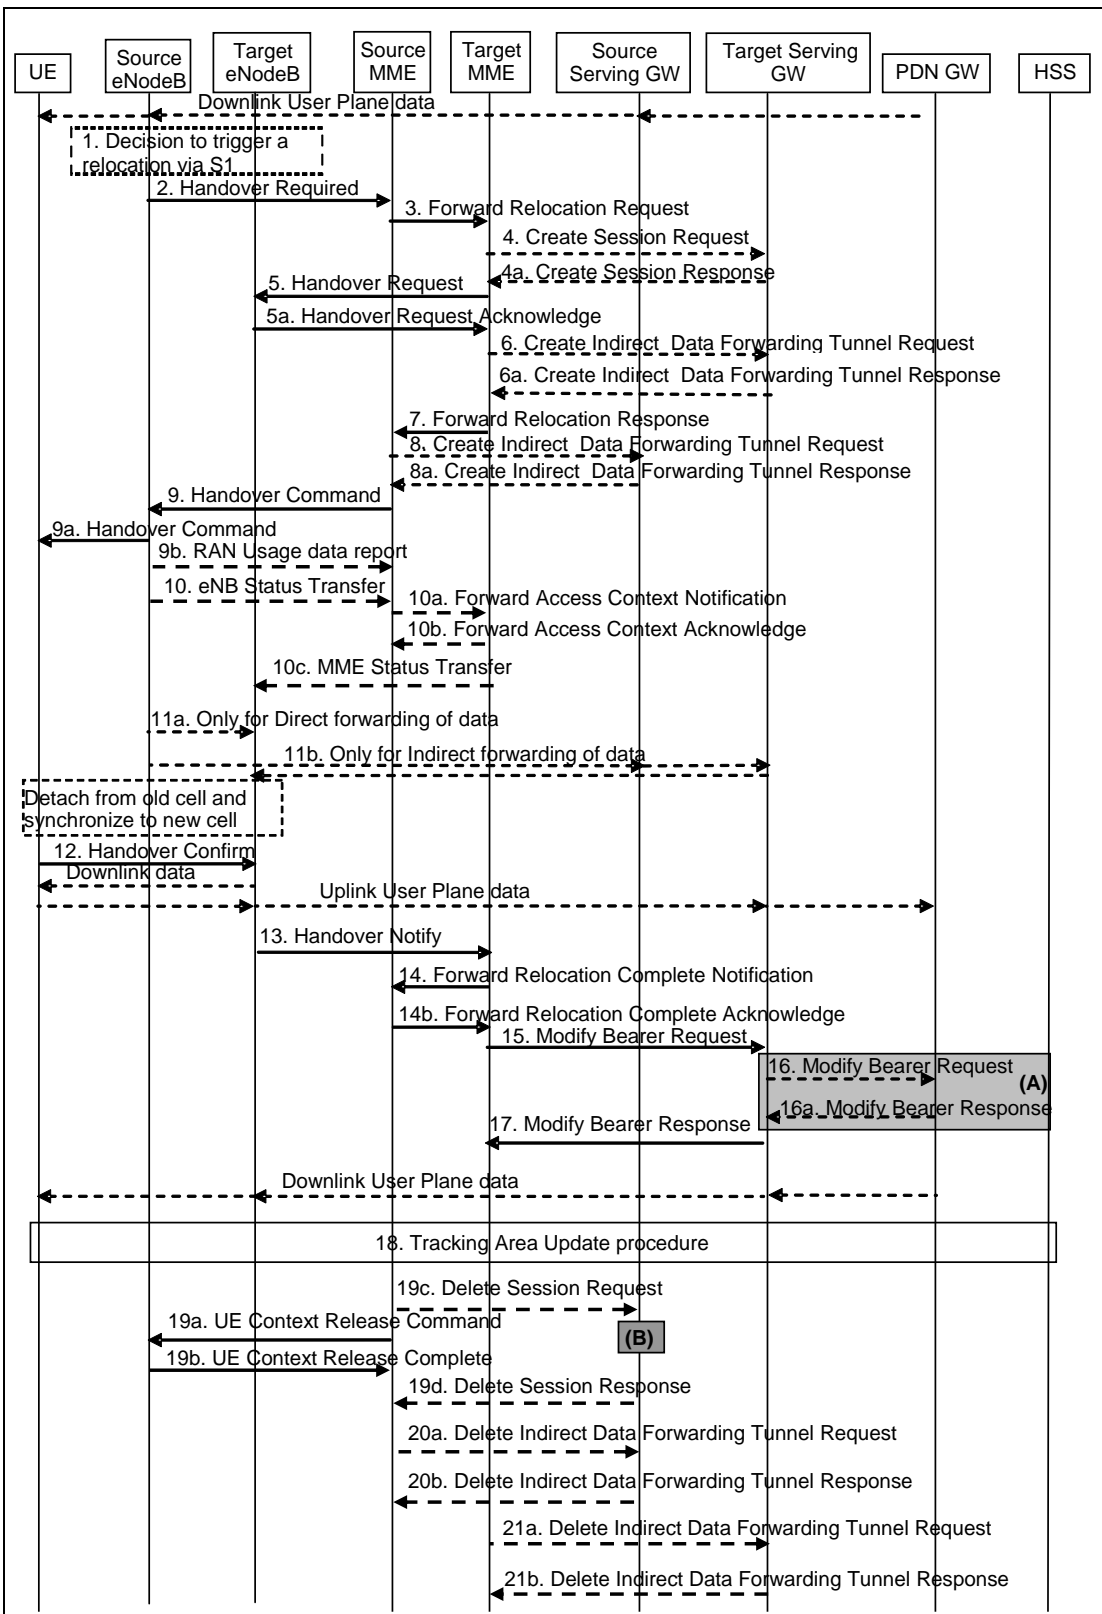 UE
Source
eNodeB
Target
eNodeB
Source
MME
Target
MME
Source
Serving GW
Target Serving
GW
PDN GW
HSS
Downlink User Plane data
1. Decision to trigger a
relocation via S1
2. Handover Required
3. Forward Relocation Request
4. Create Session Request
4a. Create Session Response
5. Handover Request
5a. Handover Request Acknowledge
6. Create Indirect Data Forwarding Tunnel Request
6a. Create Indirect Data Forwarding Tunnel Response
7. Forward Relocation Response
8. Create Indirect Data Forwarding Tunnel Request
8a. Create Indirect Data Forwarding Tunnel Response
9. Handover Command
9a. Handover Command
9b. RAN Usage data report
10. eNB Status Transfer
10a. Forward Access Context Notification
10b. Forward Access Context Acknowledge
10c. MME Status Transfer
11a. Only for Direct forwarding of data
11b. Only for Indirect forwarding of data
Detach from old cell and
synchronize to new cell
12. Handover Confirm
Downlink data
Uplink User Plane data
13. Handover Notify
14. Forward Relocation Complete Notification
14b. Forward Relocation Complete Acknowledge
15. Modify Bearer Request
16. Modify Bearer Request
(A)
16a. Modify Bearer Response
17. Modify Bearer Response
Downlink User Plane data
18. Tracking Area Update procedure
19c. Delete Session Request
19a. UE Context Release Command
(B)
19b. UE Context Release Complete
19d. Delete Session Response
20a. Delete Indirect Data Forwarding Tunnel Request
20b. Delete Indirect Data Forwarding Tunnel Response
21a. Delete Indirect Data Forwarding Tunnel Request
21b. Delete Indirect Data Forwarding Tunnel Response